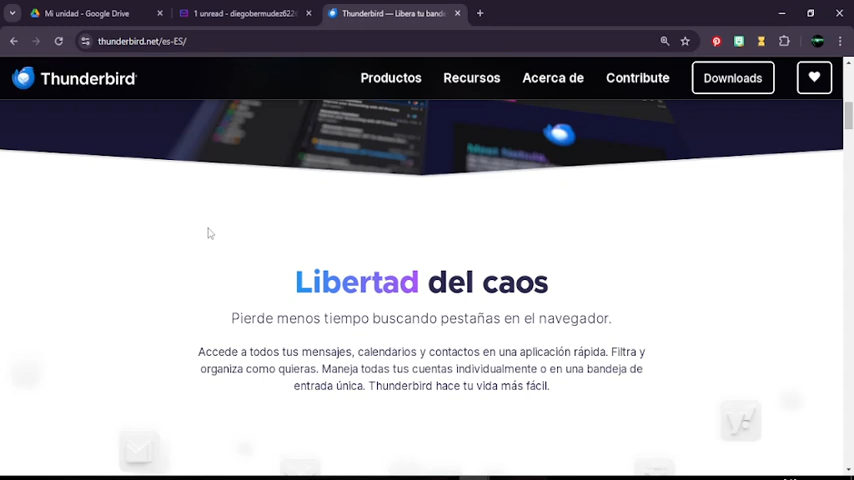 Mi unidad - Google Drive
1 unread - diegobermudez622
Thunderbird — Libera tu bande
thunderbird.net/es-ES/
Thunderbird
Productos
Recursos
Acerca de
Contribute
Downloads
Libertad del caos
Pierde menos tiempo buscando pestañas en el navegador.
Accede a todos tus mensajes, calendarios y contactos en una aplicación rápida. Filtra y
organiza como quieras. Maneja todas tus cuentas individualmente o en una bandeja de
entrada única. Thunderbird hace tu vida más fácil.